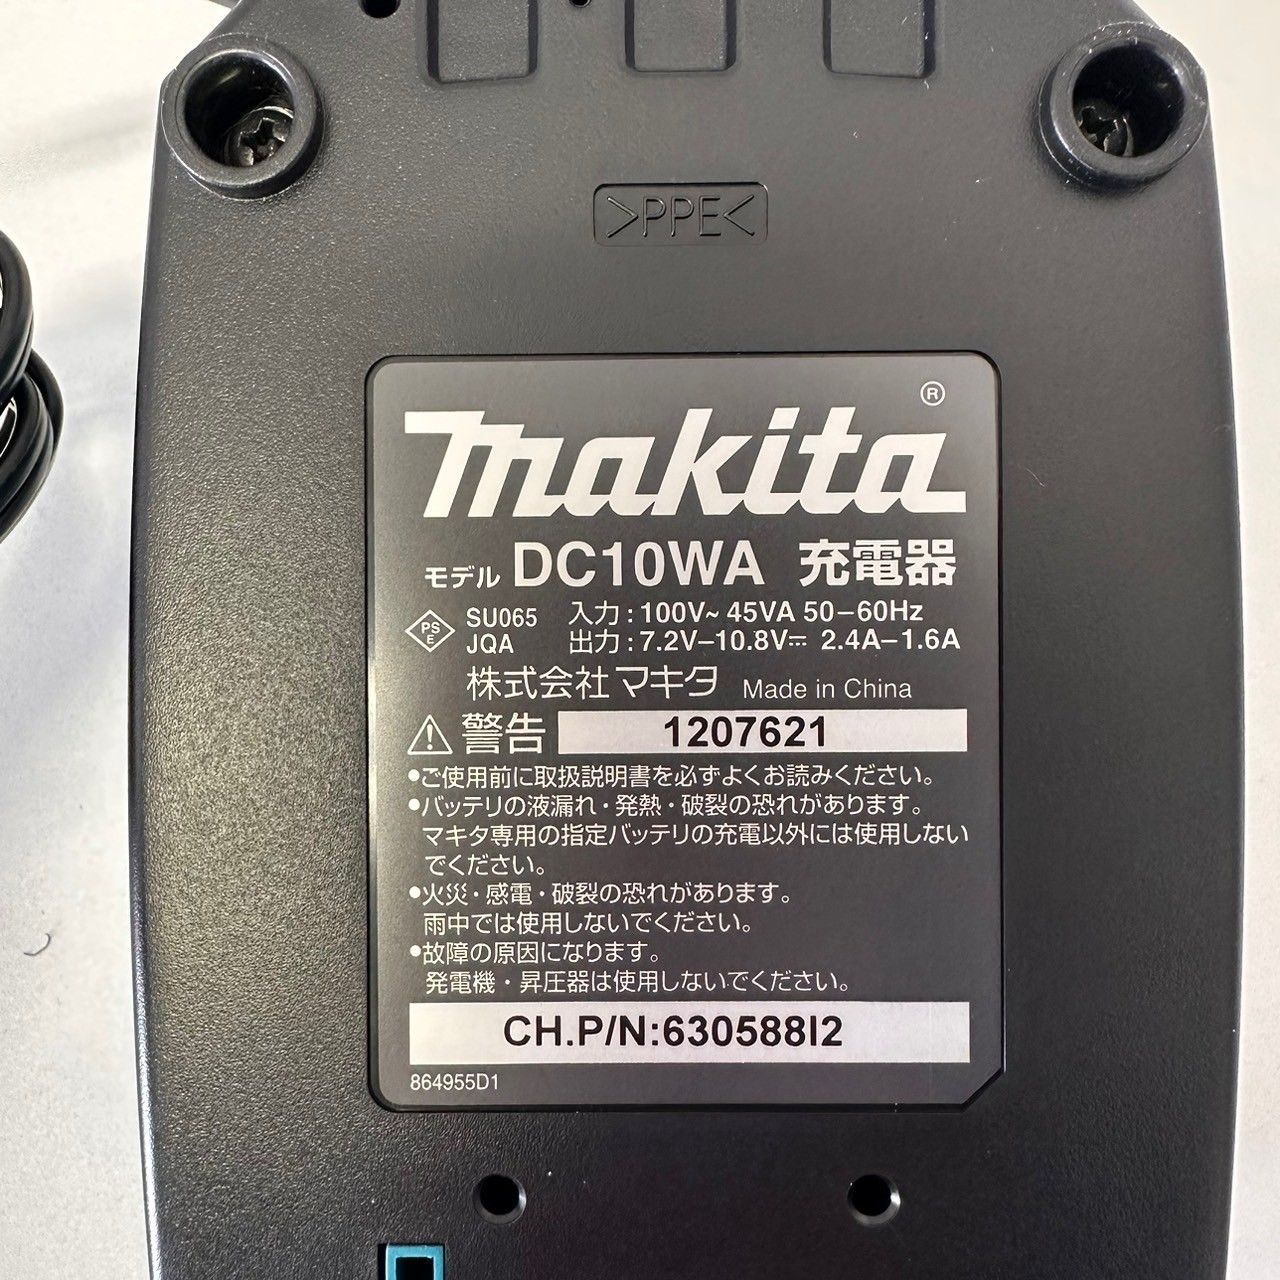 >PPE<
makita®
モデル DC10WA 充電器
PS E SU065 入力:100V~ 45VA 50–60Hz
JQA 出力:7.2V–10.8V⎓ 2.4A–1.6A
株式会社マキタ Made in China
⚠警告 1207621
•ご使用前に取扱説明書を必ずよくお読みください。
•バッテリの液漏れ・発熱・破裂の恐れがあります。
マキタ専用の指定バッテリの充電以外には使用しない
でください。
•火災・感電・破裂の恐れがあります。
雨中では使用しないでください。
•故障の原因になります。
発電機・昇圧器は使用しないでください。
CH.P/N:630588I2
864955D1